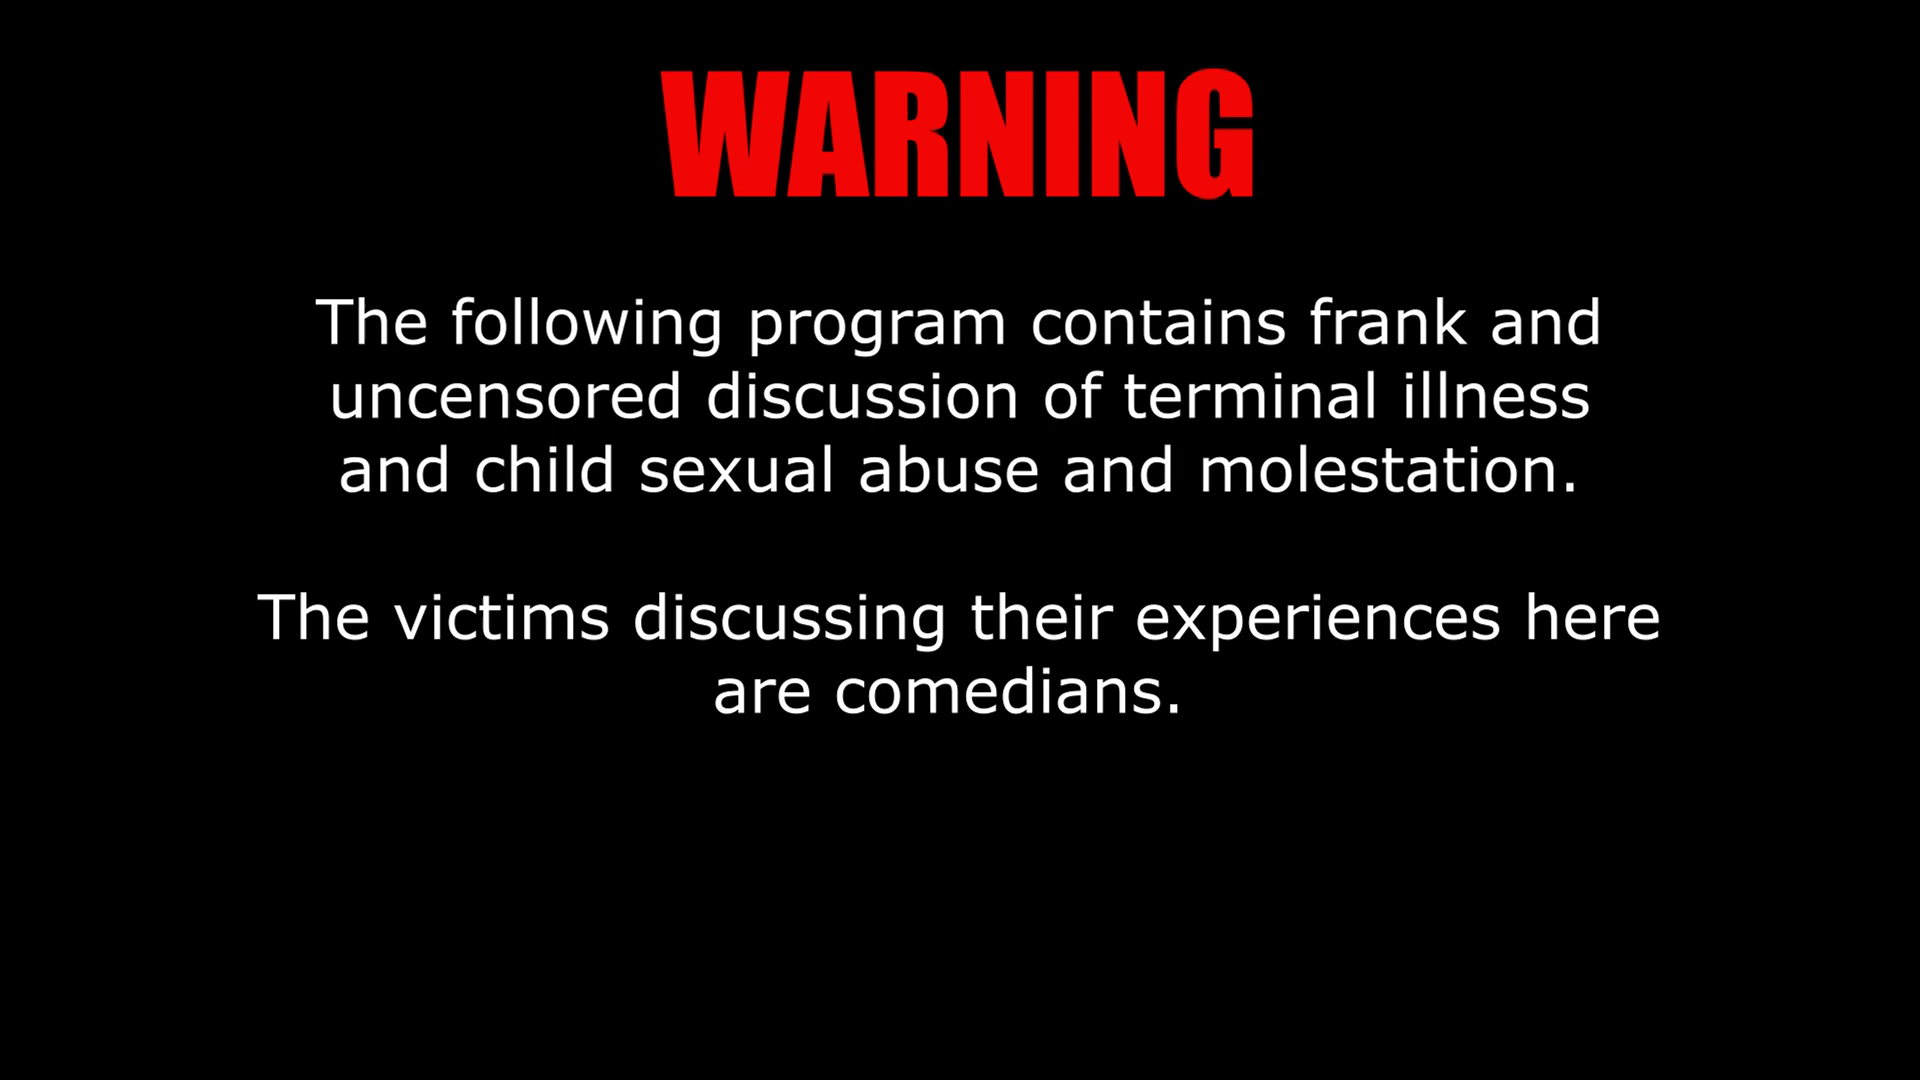 WARNING
The following program contains frank and
uncensored discussion of terminal illness
and child sexual abuse and molestation.
The victims discussing their experiences here
are comedians.